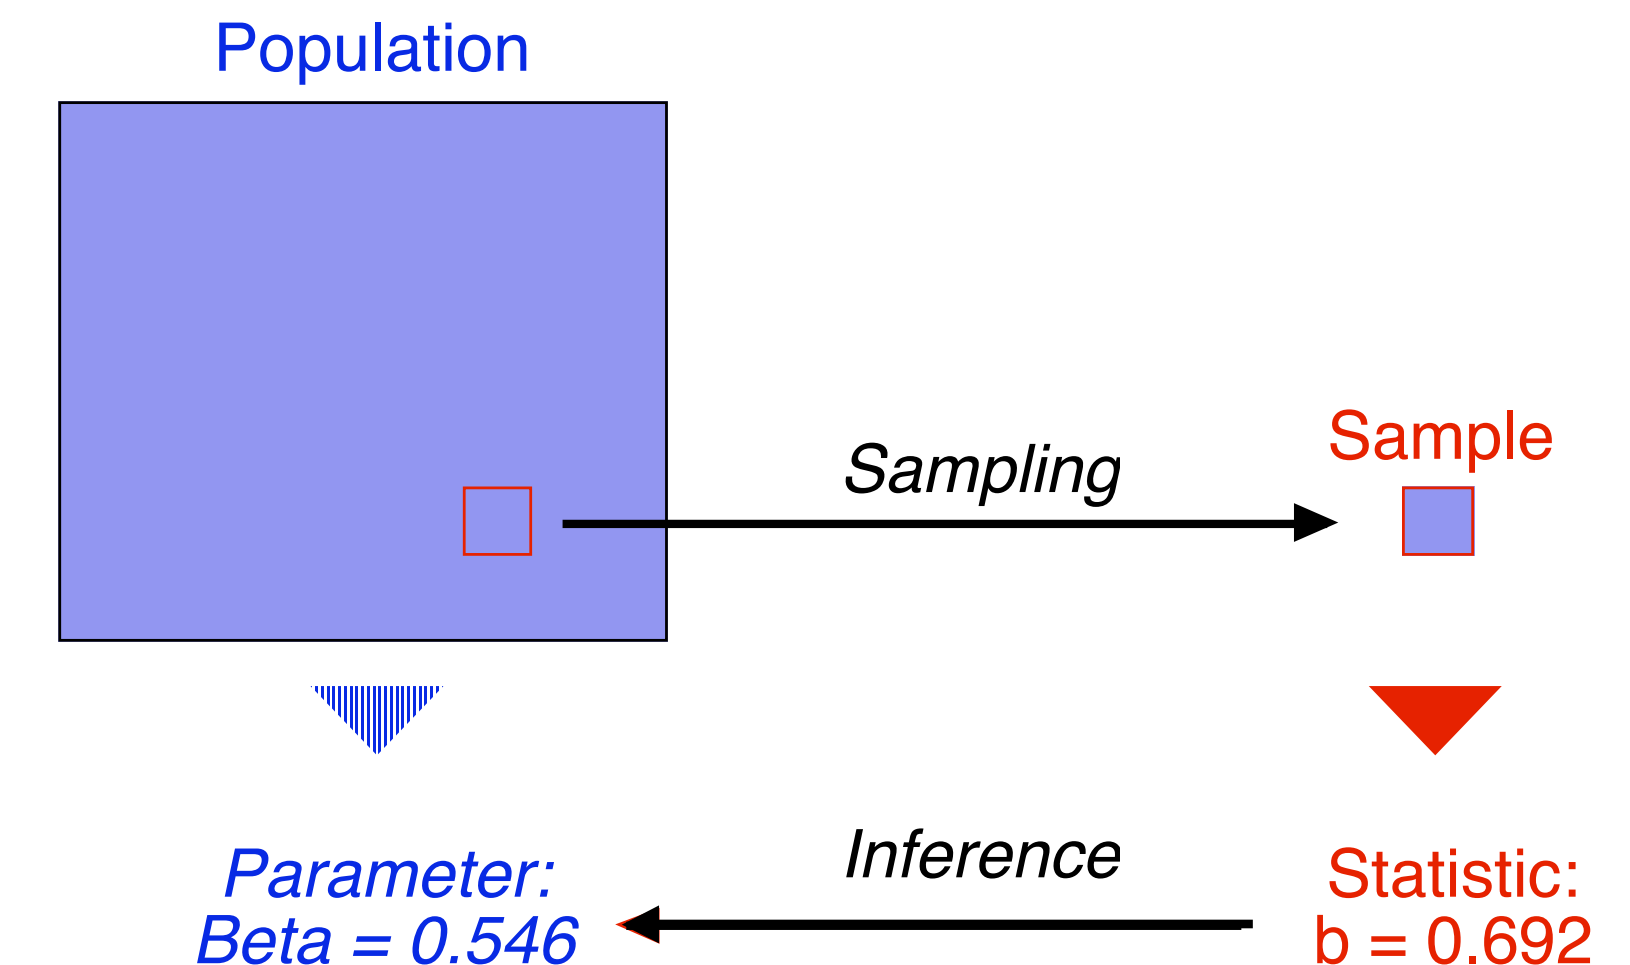 Population
Sampling
Sample
Inference
Parameter:
Beta = 0.546
Statistic:
b = 0.692